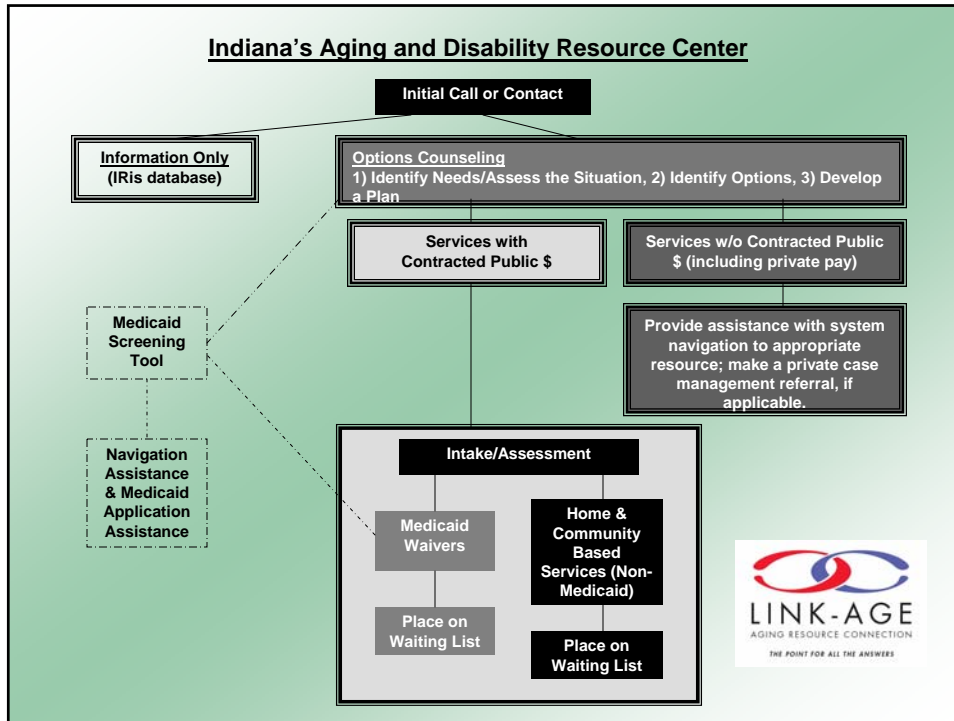 Indiana's Aging and Disability Resource Center
Initial Call or Contact
Information Only
(IRis database)
Options Counseling
1) Identify Needs/Assess the Situation, 2) Identify Options, 3) Develop
a Plan
Services with
Contracted Public $
Services w/o Contracted Public
$ (including private pay)
Medicaid
Screening
Tool
Provide assistance with system
navigation to appropriate
resource; make a private case
management referral, if
applicable.
Navigation
Assistance
& Medicaid
Application
Assistance
Intake/Assessment
Medicaid
Waivers
Home &
Community
Based
Services (Non-
Medicaid)
Place on
Waiting List
Place on
Waiting List
LINK-AGE
AGING RESOURCE CONNECTION
THE POINT FOR ALL THE ANSWERS